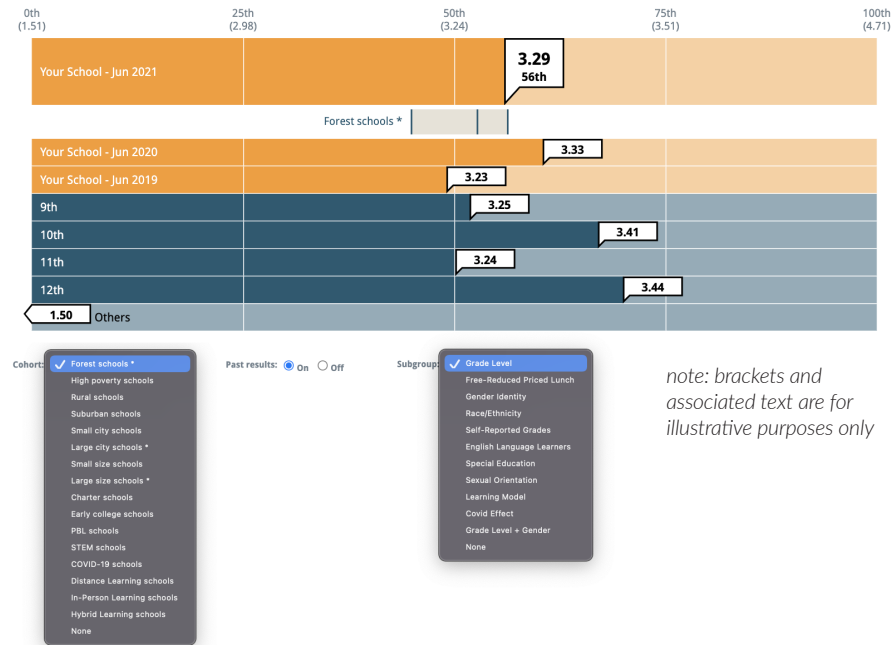 0th 25th 50th 75th 100th
(1.51) (2.98) (3.24) (3.51) (4.71)
Your School - Jun 2021
3.29
56th
Forest schools *
Your School - Jun 2020 3.33
Your School - Jun 2019 3.23
9th 3.25
10th 3.41
11th 3.24
12th 3.44
1.50 Others
Cohort:
✓ Forest schools *
High poverty schools
Rural schools
Suburban schools
Small city schools
Large city schools *
Small size schools
Large size schools *
Charter schools
Early college schools
PBL schools
STEM schools
COVID-19 schools
Distance Learning schools
In-Person Learning schools
Hybrid Learning schools
None
Past results: On Off
Subgroup:
✓ Grade Level
Free-Reduced Priced Lunch
Gender Identity
Race/Ethnicity
Self-Reported Grades
English Language Learners
Special Education
Sexual Orientation
Learning Model
Covid Effect
Grade Level + Gender
None
note: brackets and
associated text are for
illustrative purposes only